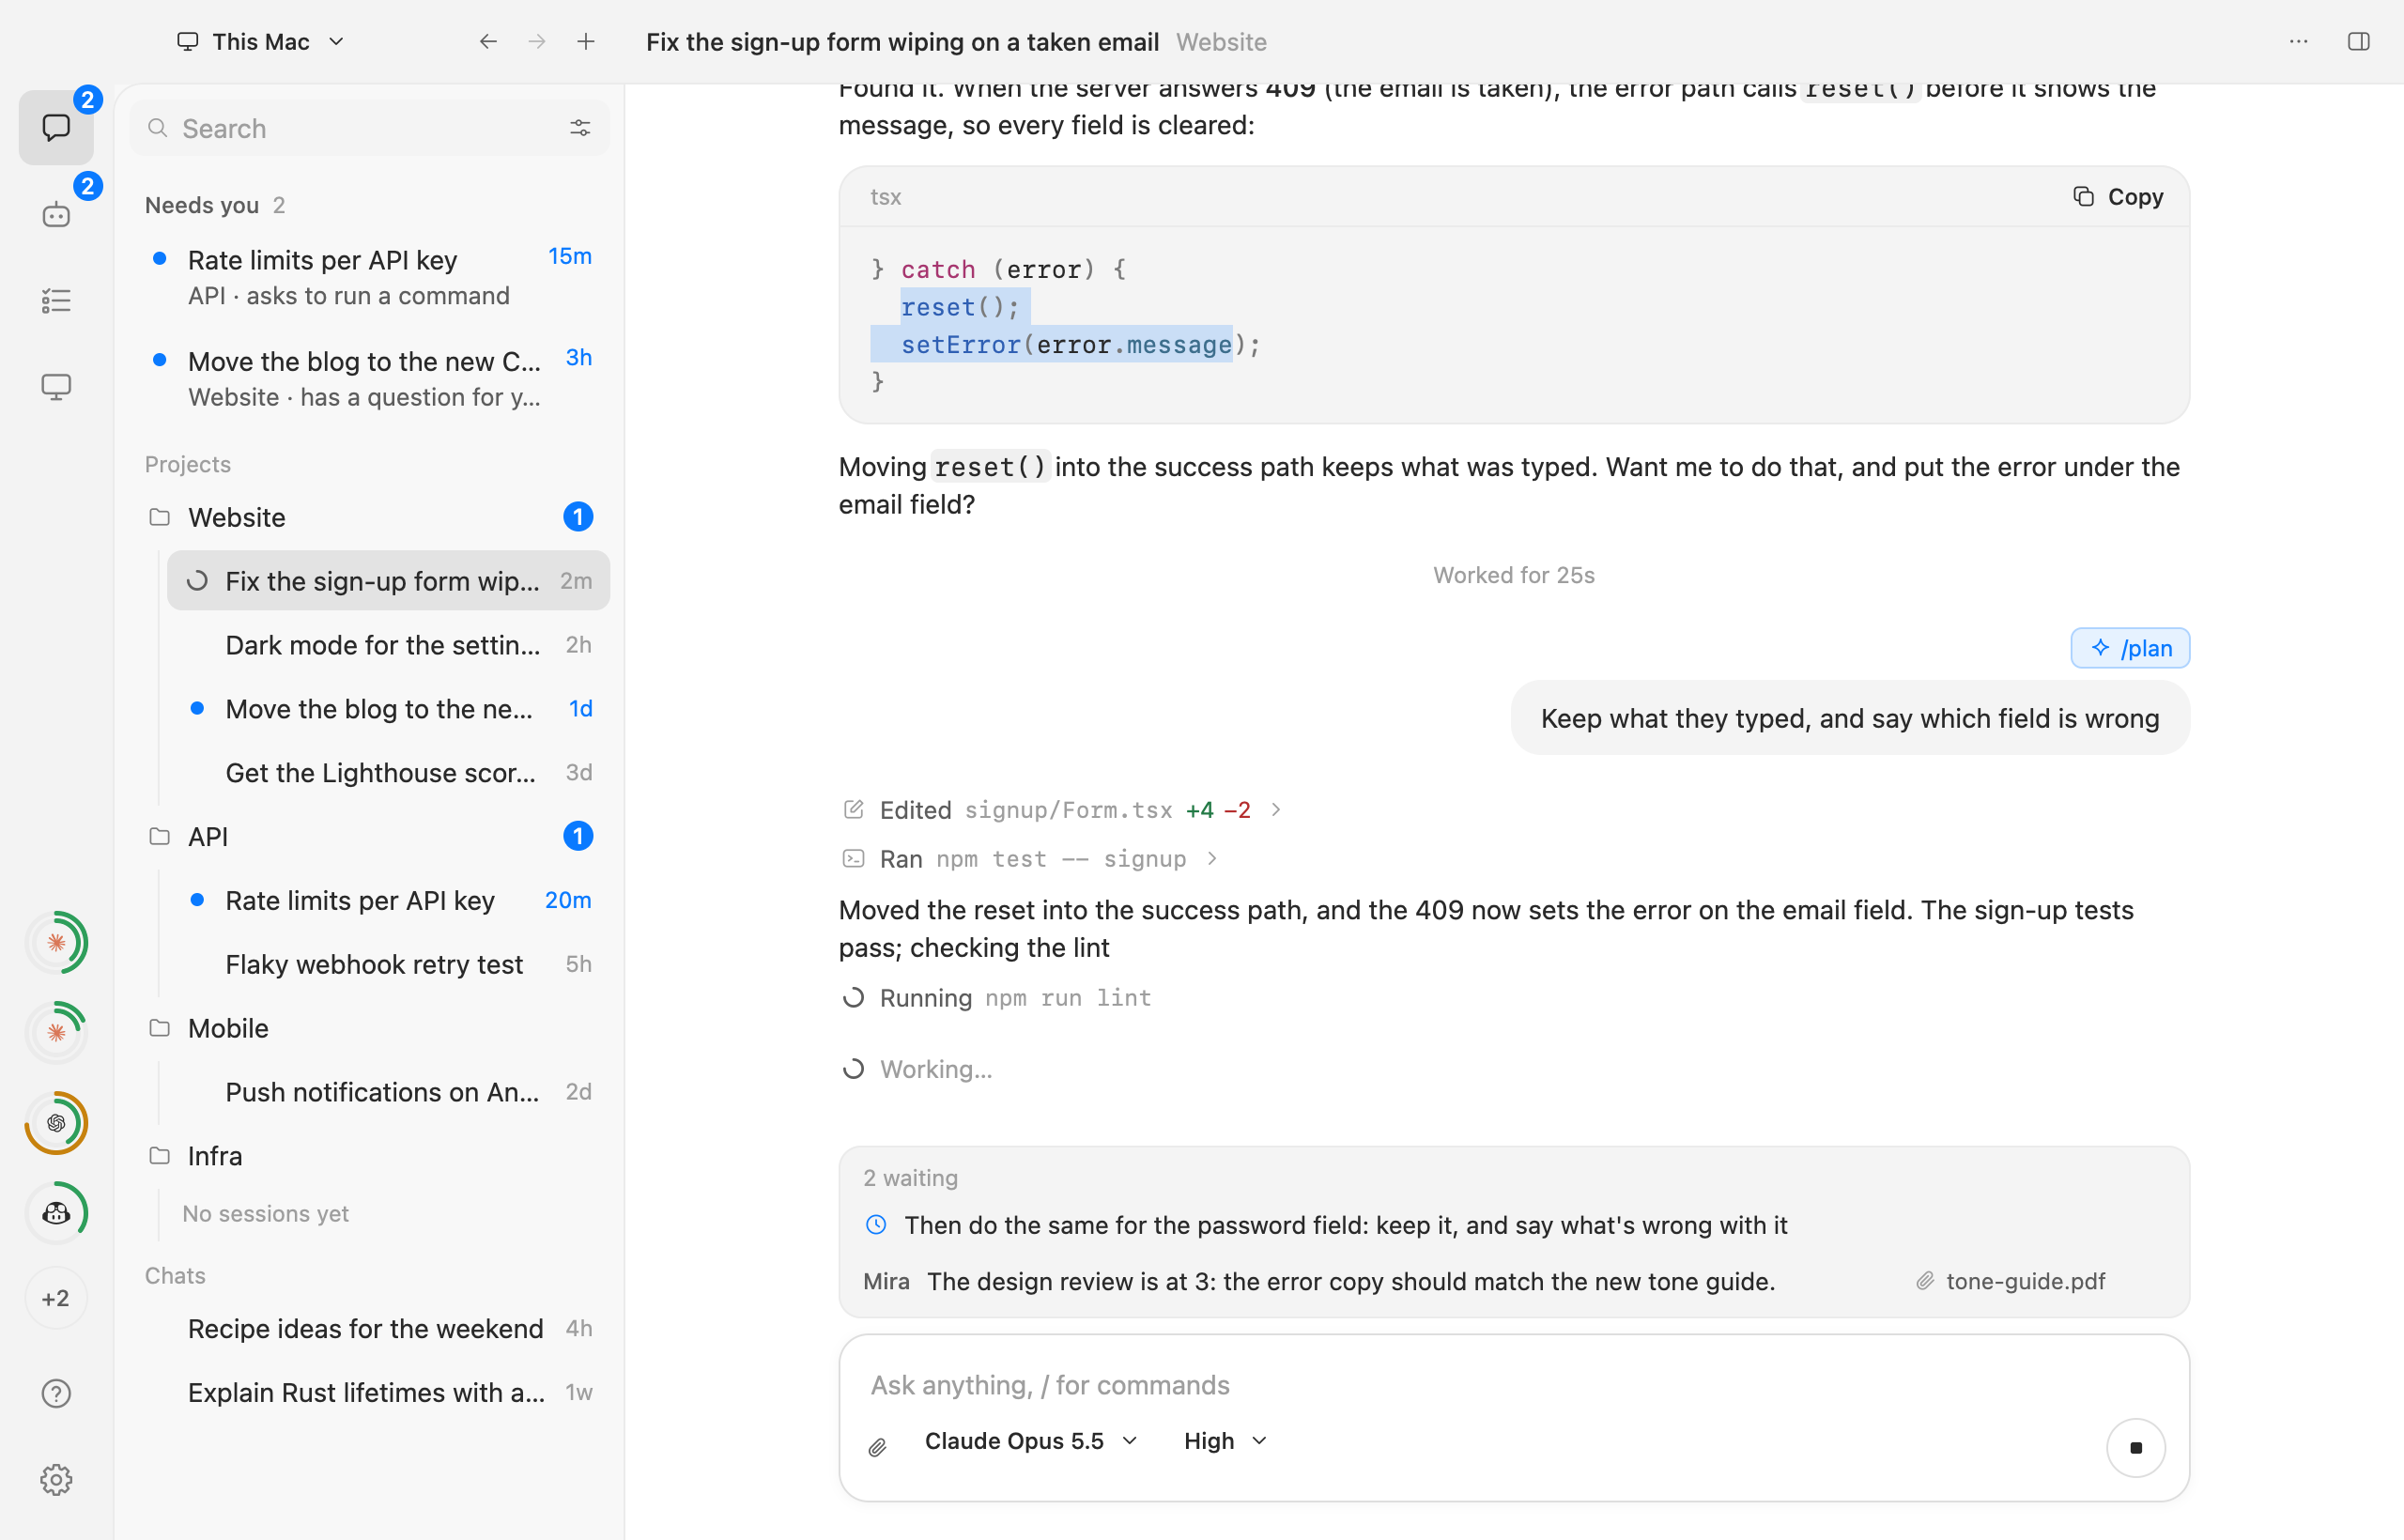 This Mac
Fix the sign-up form wiping on a taken email Website
2
2
Search
Needs you 2
Rate limits per API key 15m
API · asks to run a command
Move the blog to the new C... 3h
Website · has a question for y...
Projects
Website 1
Fix the sign-up form wip... 2m
Dark mode for the settin... 2h
Move the blog to the ne... 1d
Get the Lighthouse scor... 3d
API 1
Rate limits per API key 20m
Flaky webhook retry test 5h
Mobile
Push notifications on An... 2d
Infra
No sessions yet
Chats
Recipe ideas for the weekend 4h
Explain Rust lifetimes with a... 1w
+2
Found it. When the server answers 409 (the email is taken), the error path calls reset() before it shows the
message, so every field is cleared:
tsx Copy
} catch (error) {
reset();
setError(error.message);
}
Moving reset() into the success path keeps what was typed. Want me to do that, and put the error under the
email field?
Worked for 25s
/plan
Keep what they typed, and say which field is wrong
Edited signup/Form.tsx +4 −2
Ran npm test -- signup
Moved the reset into the success path, and the 409 now sets the error on the email field. The sign-up tests
pass; checking the lint
Running npm run lint
Working...
2 waiting
Then do the same for the password field: keep it, and say what's wrong with it
Mira The design review is at 3: the error copy should match the new tone guide. tone-guide.pdf
Ask anything, / for commands
Claude Opus 5.5 High